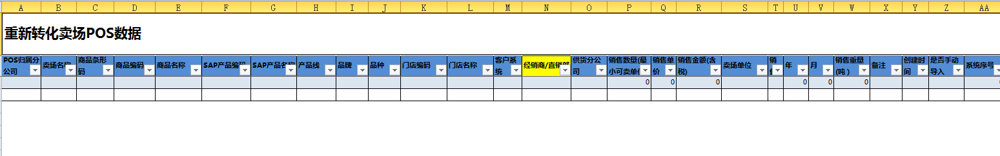 A B C D E F G H I J K L M N O P Q R S T U V W X Y Z AA
重新转化卖场POS数据
POS归属分公司 卖场名称 商品条形码 商品编码 商品名称 SAP产品编码 SAP产品名称 产品线 品牌 品种 门店编码 门店名称 客户系统 经销商/直销部 供货分公司 销售数量(最小可卖单位 销售单价 销售金额(含税) 卖场单位 销售 年 月 销售重量(吨) 备注 创建时间 是否手动导入 系统序号
0 0 0 0 0 0